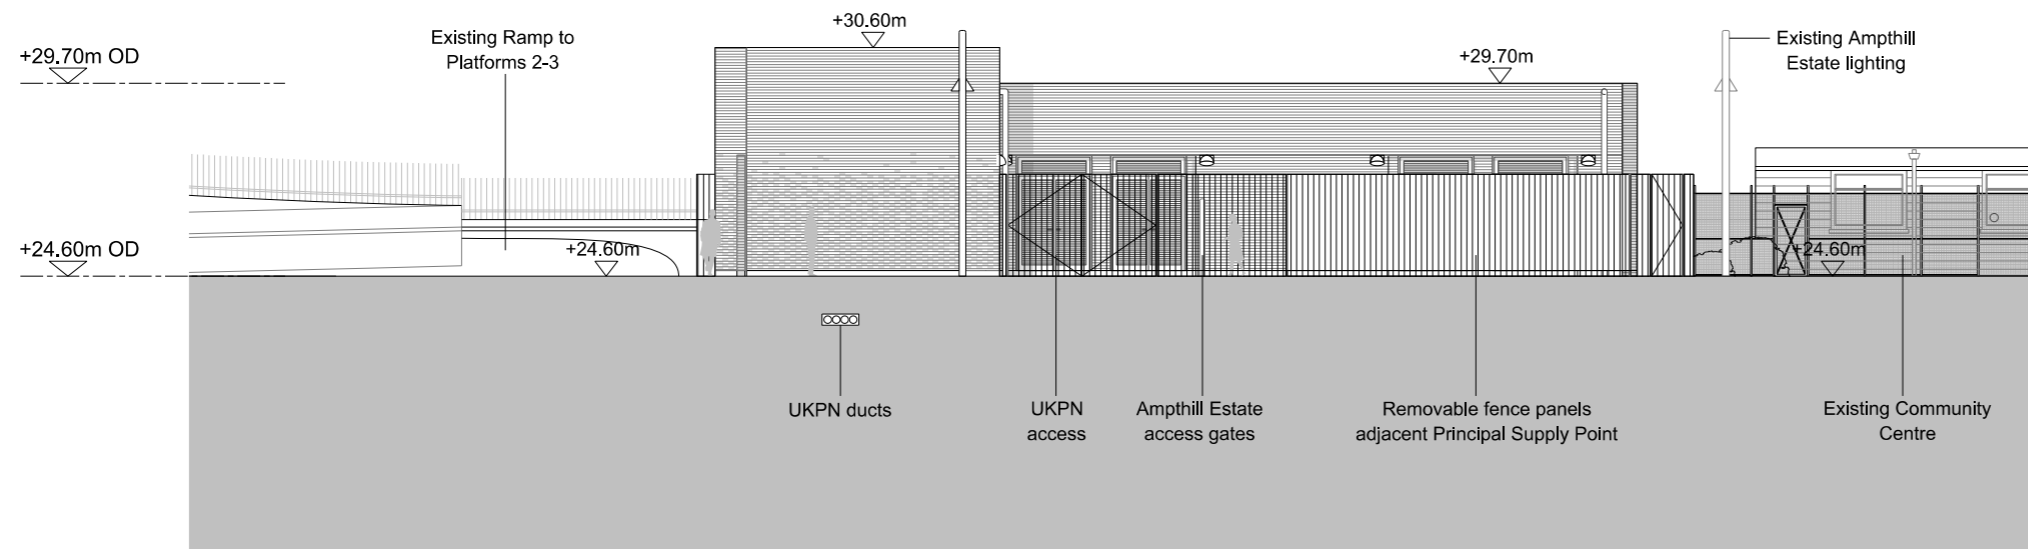 +30.60m
Existing Ramp to
Platforms 2-3
Existing Ampthill
Estate lighting
+29.70m OD
+29.70m
+24.60m OD
+24.60m
+24.60m
UKPN ducts
UKPN
access
Ampthill Estate
access gates
Removable fence panels
adjacent Principal Supply Point
Existing Community
Centre